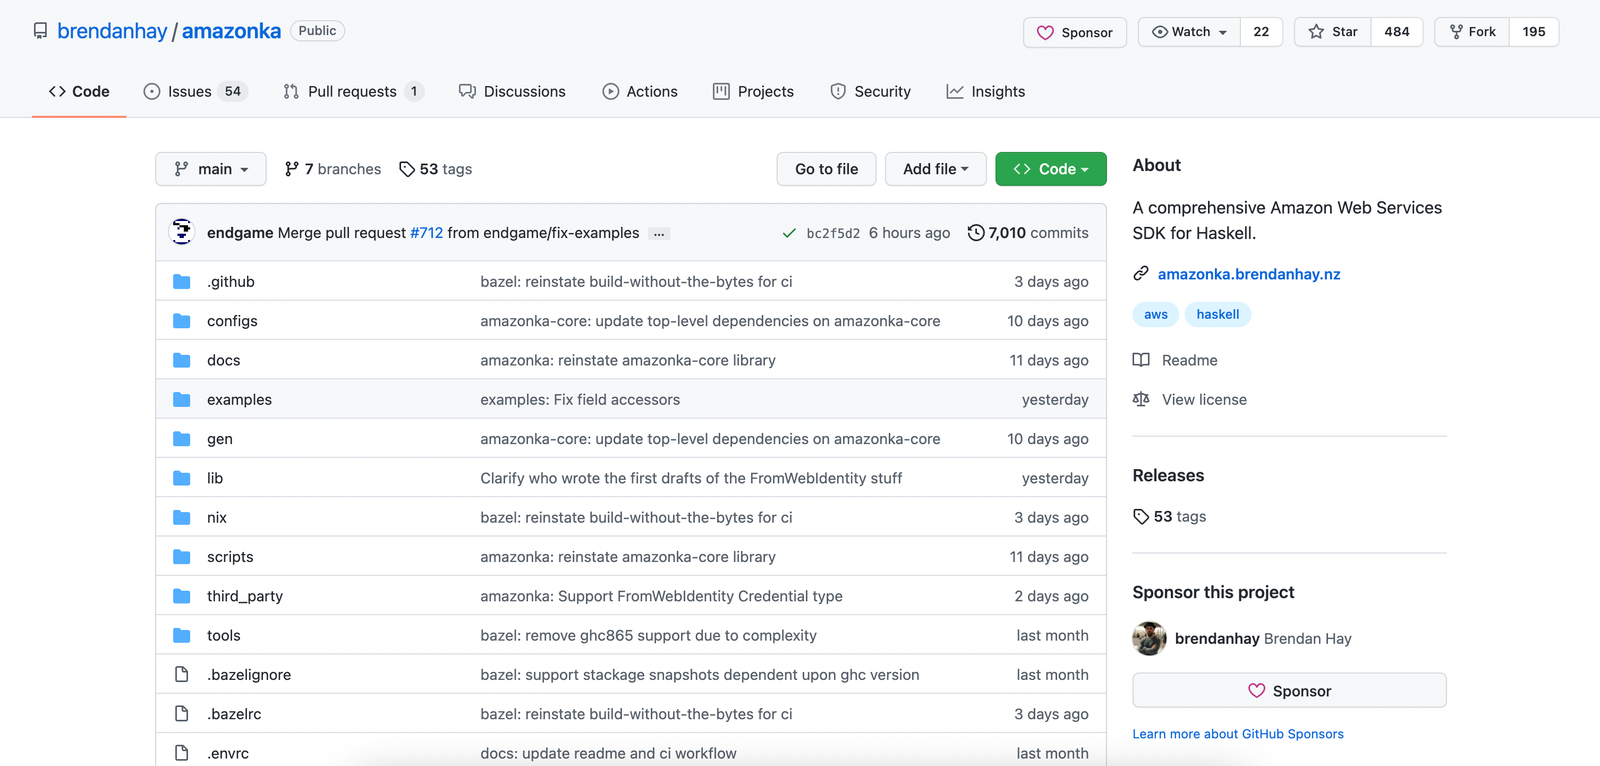 brendanhay / amazonka Public Sponsor Watch 22 Star 484 Fork 195
Code Issues 54 Pull requests 1 Discussions Actions Projects Security Insights
main 7 branches 53 tags Go to file Add file Code
endgame Merge pull request #712 from endgame/fix-examples ... bc2f5d2 6 hours ago 7,010 commits
.github bazel: reinstate build-without-the-bytes for ci 3 days ago
configs amazonka-core: update top-level dependencies on amazonka-core 10 days ago
docs amazonka: reinstate amazonka-core library 11 days ago
examples examples: Fix field accessors yesterday
gen amazonka-core: update top-level dependencies on amazonka-core 10 days ago
lib Clarify who wrote the first drafts of the FromWebIdentity stuff yesterday
nix bazel: reinstate build-without-the-bytes for ci 3 days ago
scripts amazonka: reinstate amazonka-core library 11 days ago
third_party amazonka: Support FromWebIdentity Credential type 2 days ago
tools bazel: remove ghc865 support due to complexity last month
.bazelignore bazel: support stackage snapshots dependent upon ghc version last month
.bazelrc bazel: reinstate build-without-the-bytes for ci 3 days ago
.envrc docs: update readme and ci workflow last month
About
A comprehensive Amazon Web Services
SDK for Haskell.
amazonka.brendanhay.nz
aws haskell
Readme
View license
Releases
53 tags
Sponsor this project
brendanhay Brendan Hay
Sponsor
Learn more about GitHub Sponsors